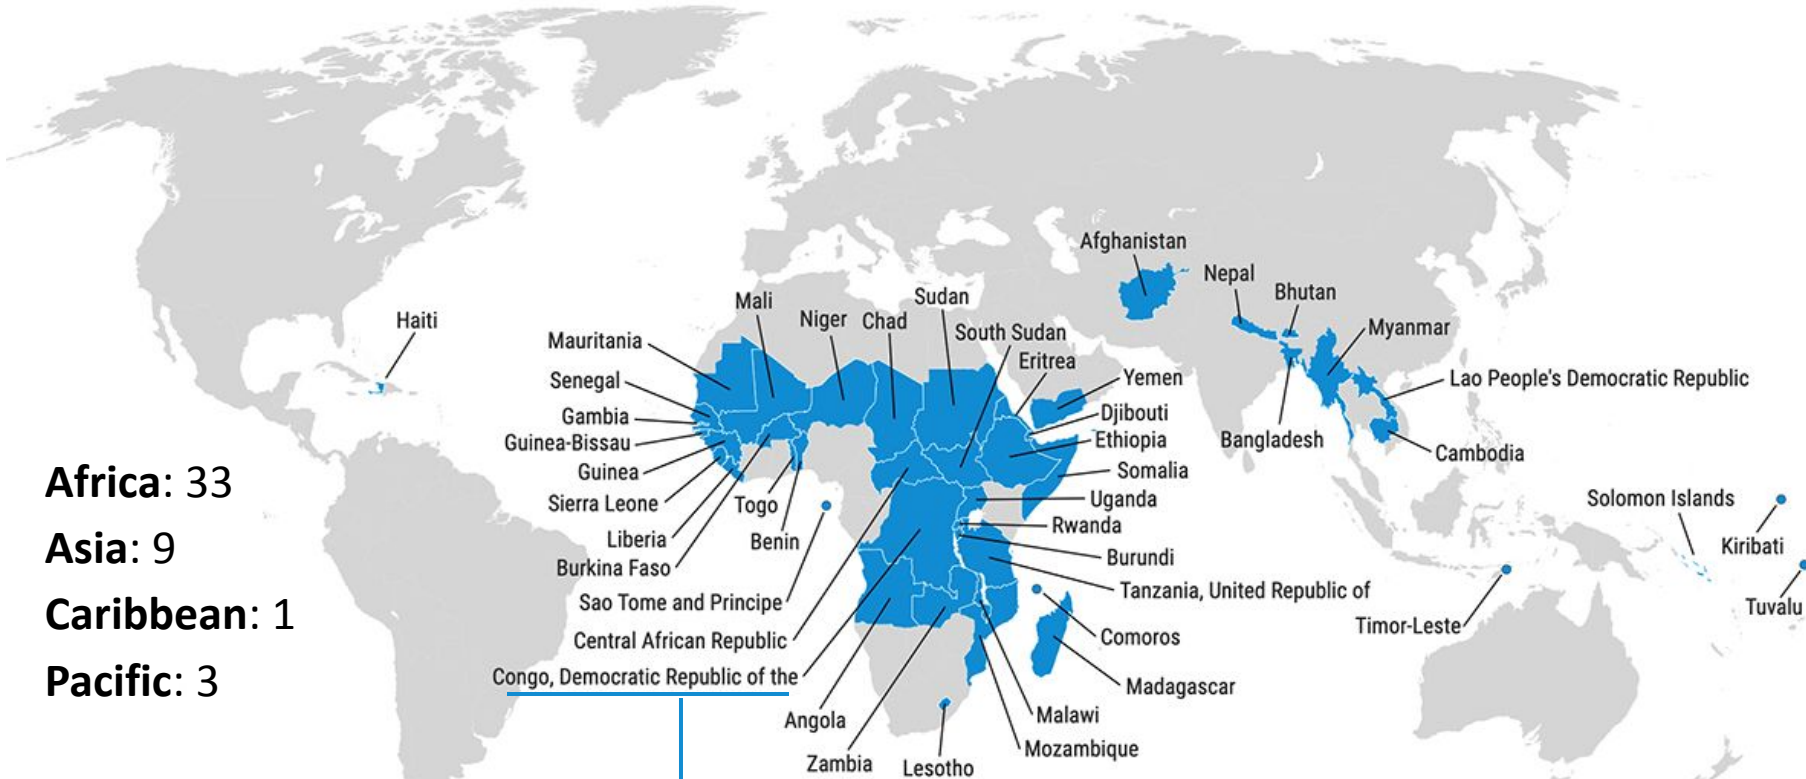 Afghanistan
Nepal
Bhutan
Sudan
Mali
Niger
Chad
Haiti
South Sudan
Myanmar
Mauritania
Eritrea
Senegal
Yemen
Lao People's Democratic Republic
Gambia
Djibouti
Guinea-Bissau
Ethiopia
Bangladesh
Cambodia
Guinea
Somalia
Africa: 33
Sierra Leone
Togo
Uganda
Solomon Islands
Rwanda
Liberia
Benin
Kiribati
Asia: 9
Burundi
Burkina Faso
Tanzania, United Republic of
Sao Tome and Principe
Tuvalu
Caribbean: 1
Timor-Leste
Central African Republic
Comoros
Congo, Democratic Republic of the
Pacific: 3
Madagascar
Angola
Malawi
Mozambique
Zambia
Lesotho